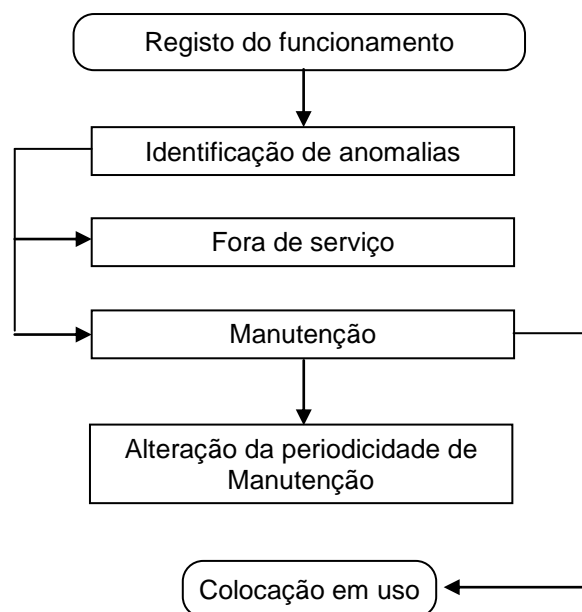 Registo do funcionamento
Identificação de anomalias
Fora de serviço
Manutenção
Alteração da periodicidade de
Manutenção
Colocação em uso